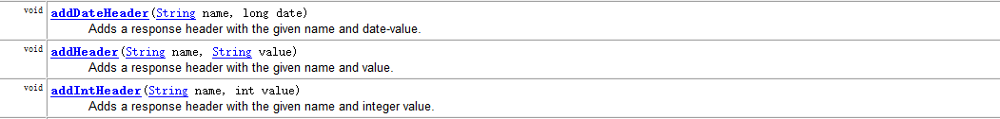 void addDateHeader(String name, long date)
Adds a response header with the given name and date-value.
void addHeader(String name, String value)
Adds a response header with the given name and value.
void addIntHeader(String name, int value)
Adds a response header with the given name and integer value.